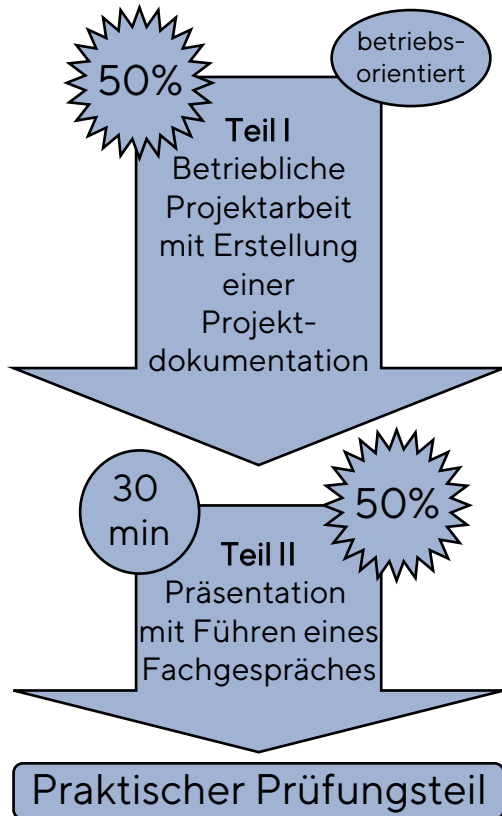 50%
betriebs-
orientiert
Teil I
Betriebliche
Projektarbeit
mit Erstellung
einer
Projekt-
dokumentation
30
min
50%
Teil II
Präsentation
mit Führen eines
Fachgespräches
Praktischer Prüfungsteil